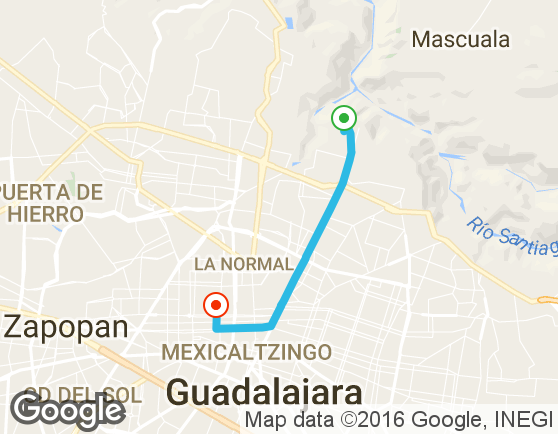 Mascuala
PUERTA DE
HIERRO
Río Santiag
LA NORMAL
Zapopan
MEXICALTZINGO
CD DEL SOL
Guadalajara
Google
Map data ©2016 Google, INEGI